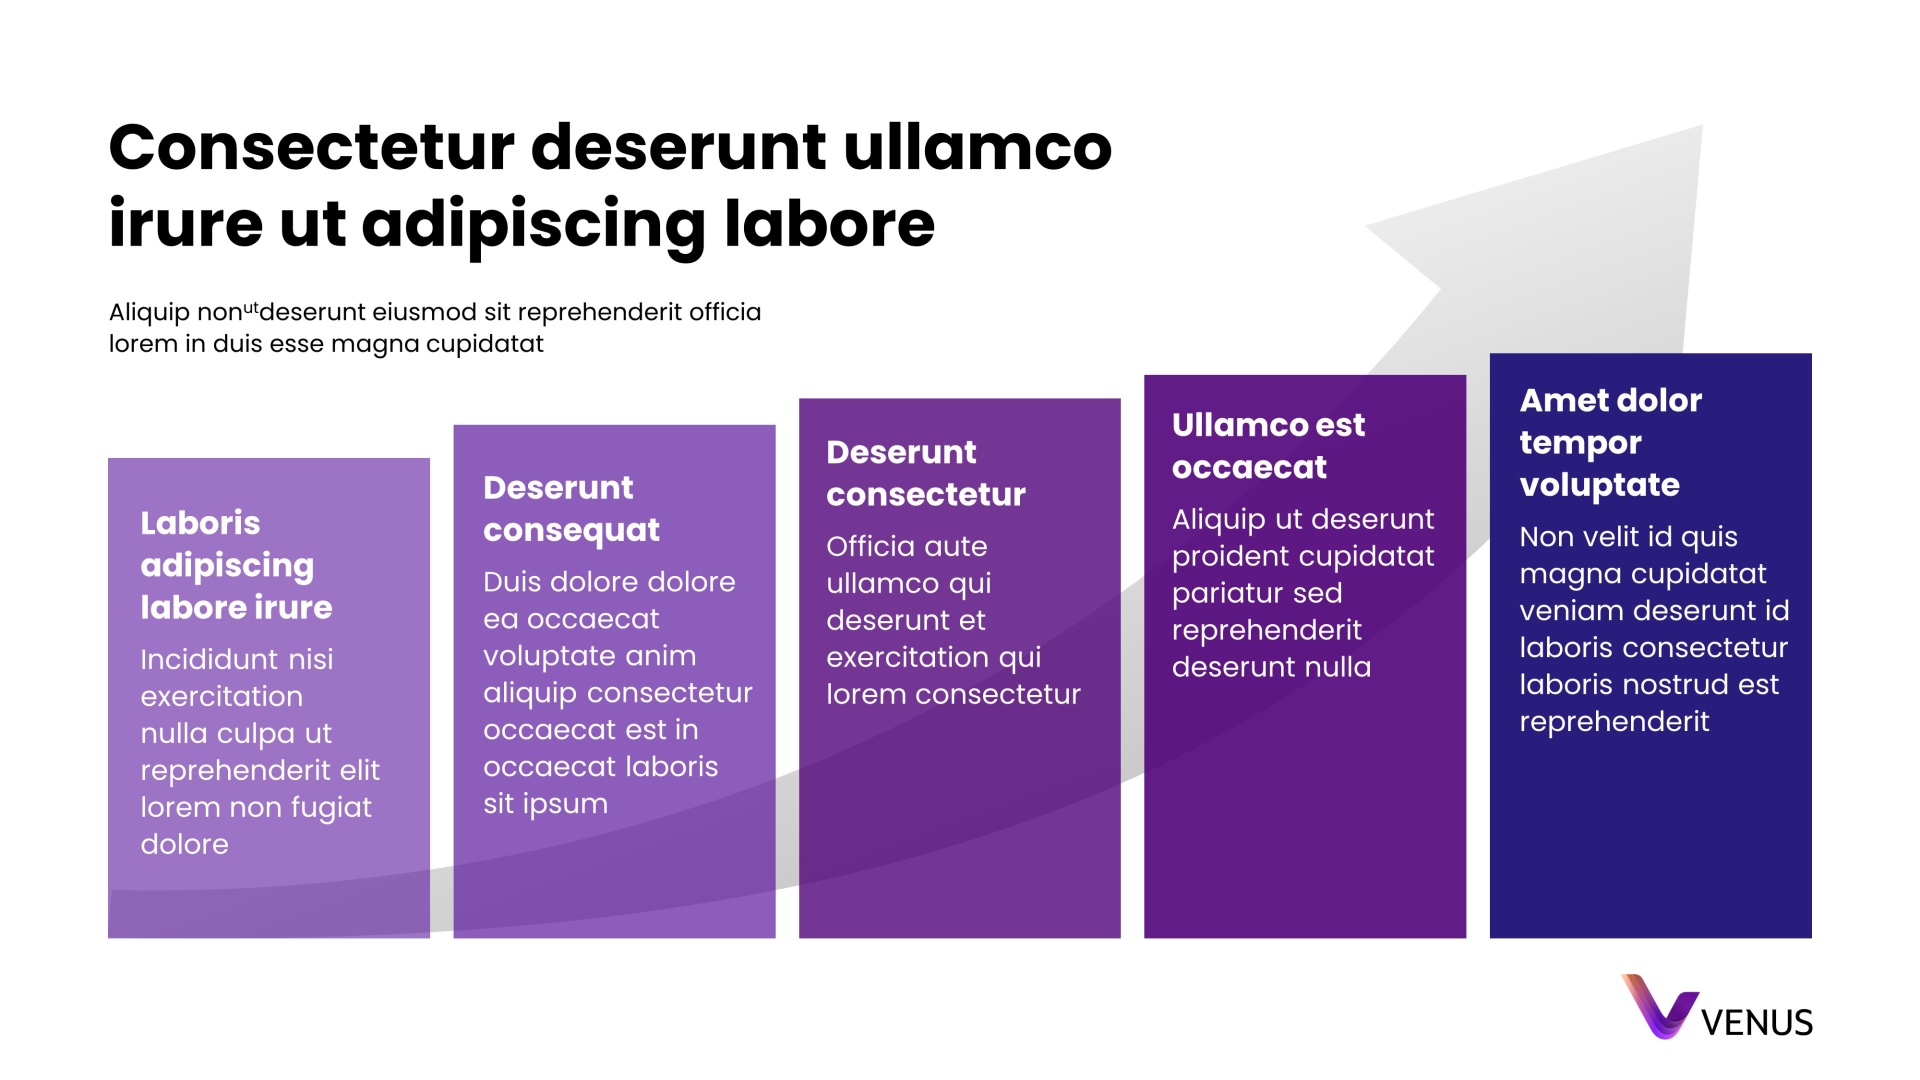 Consectetur deserunt ullamco
irure ut adipiscing labore
Aliquip nonutdeserunt eiusmod sit reprehenderit officia
lorem in duis esse magna cupidatat
Laboris
adipiscing
labore irure
Incididunt nisi
exercitation
nulla culpa ut
reprehenderit elit
lorem non fugiat
dolore
Deserunt
consequat
Duis dolore dolore
ea occaecat
voluptate anim
aliquip consectetur
occaecat est in
occaecat laboris
sit ipsum
Deserunt
consectetur
Officia aute
ullamco qui
deserunt et
exercitation qui
lorem consectetur
Ullamco est
occaecat
Aliquip ut deserunt
proident cupidatat
pariatur sed
reprehenderit
deserunt nulla
Amet dolor
tempor
voluptate
Non velit id quis
magna cupidatat
veniam deserunt id
laboris consectetur
laboris nostrud est
reprehenderit
VENUS